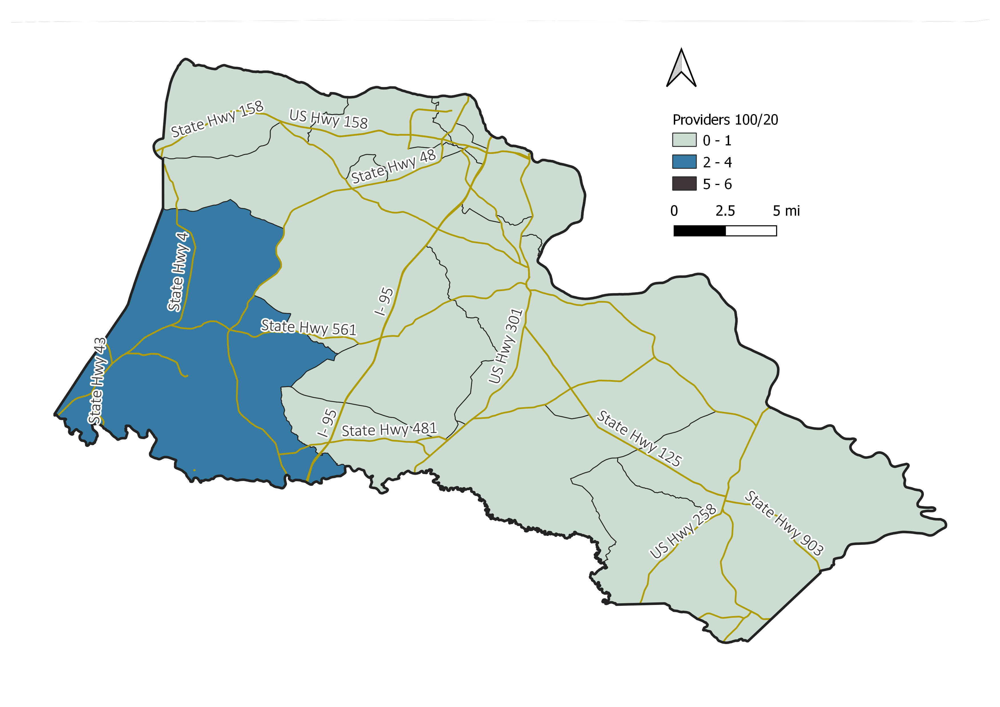 State Hwy 158
US Hwy 158
State Hwy 48
Providers 100/20
0 - 1
2 - 4
5 - 6
0 2.5 5 mi
State Hwy 4
I- 95
State Hwy 561
US Hwy 301
State Hwy 43
I- 95
State Hwy 481
State Hwy 125
US Hwy 258
State Hwy 903